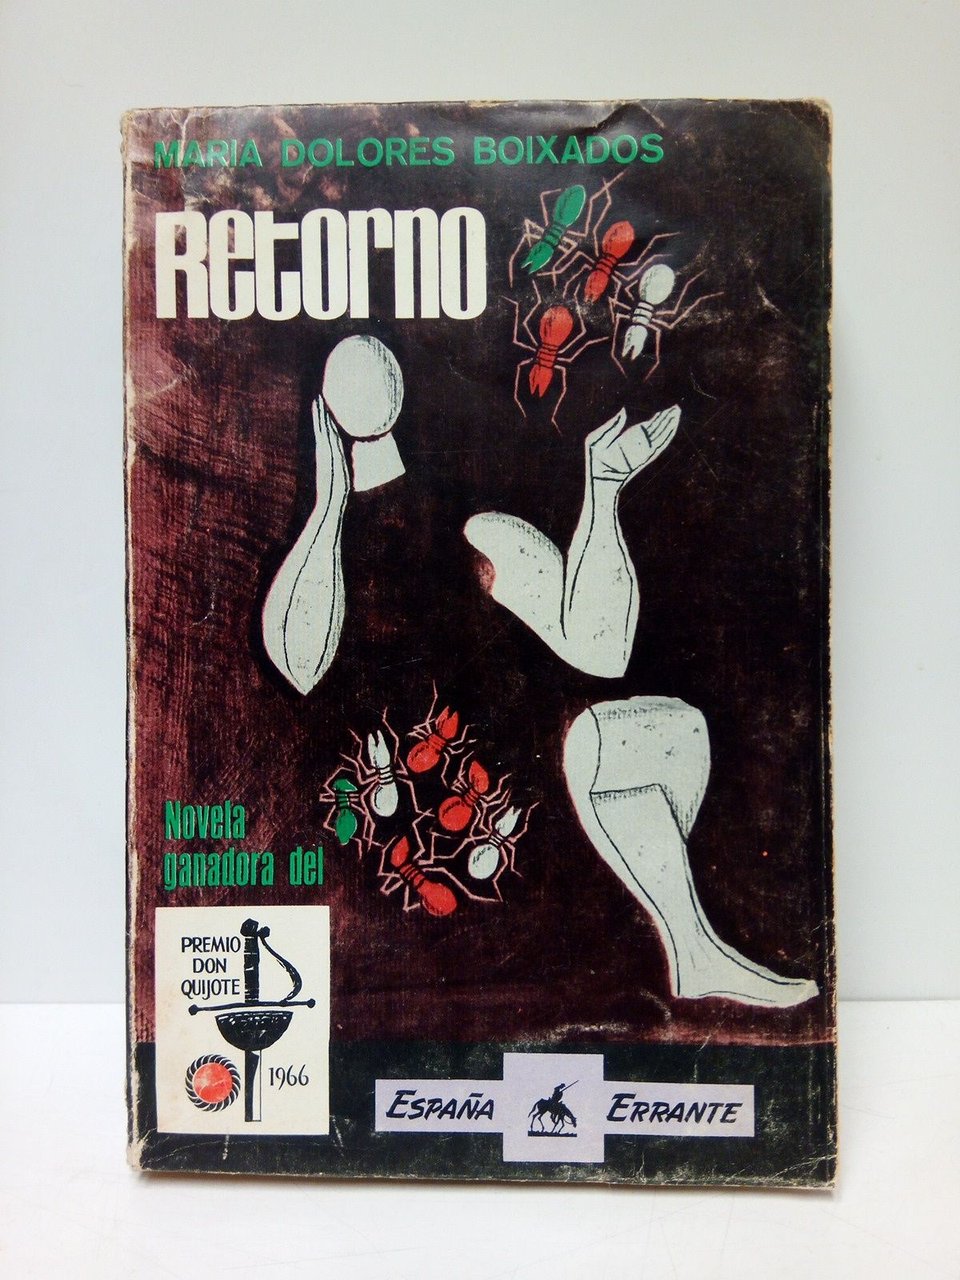 MARIA DOLORES BOIXADOS
Retorno
Novela
ganadora del
PREMIO
DON
QUIJOTE
1966
ESPAÑA ERRANTE